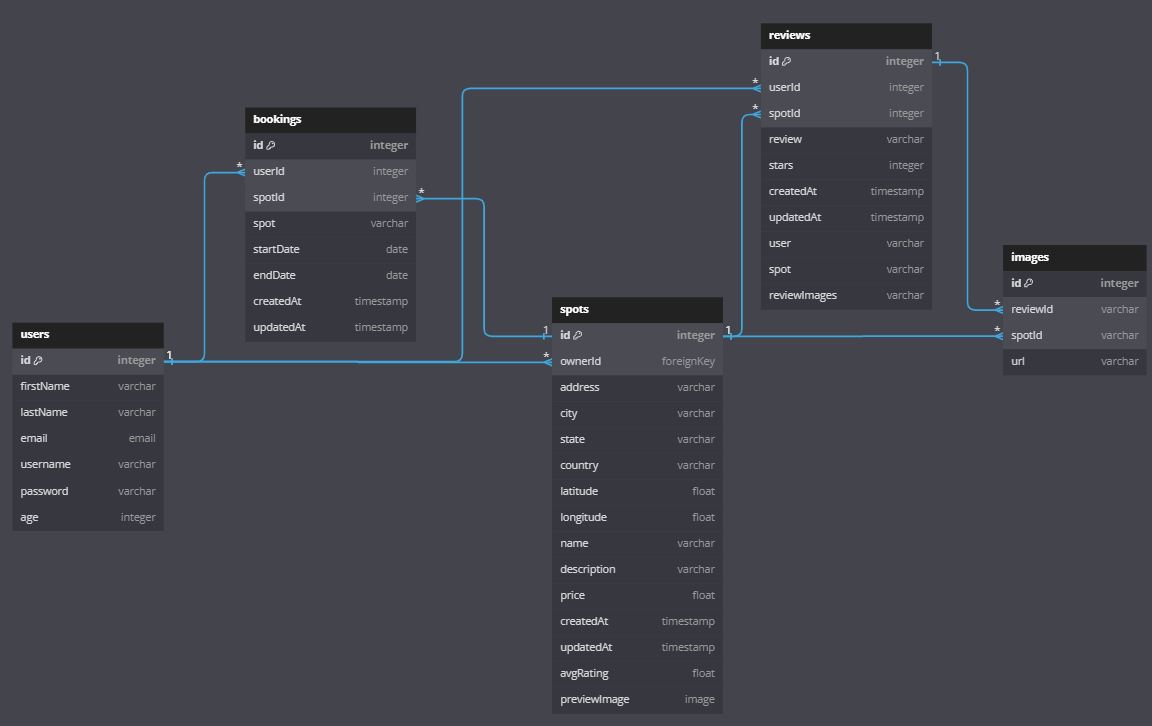 reviews
id integer
userId integer
spotId integer
review varchar
stars integer
createdAt timestamp
updatedAt timestamp
user varchar
spot varchar
reviewImages varchar
1
*
*
bookings
id integer
userId integer
spotId integer
spot varchar
startDate date
endDate date
createdAt timestamp
updatedAt timestamp
*
*
images
id integer
reviewId varchar
spotId varchar
url varchar
*
*
users
id integer
firstName varchar
lastName varchar
email email
username varchar
password varchar
age integer
1
spots
id integer
ownerId foreignKey
address varchar
city varchar
state varchar
country varchar
latitude float
longitude float
name varchar
description varchar
price float
createdAt timestamp
updatedAt timestamp
avgRating float
previewImage image
1
*
1